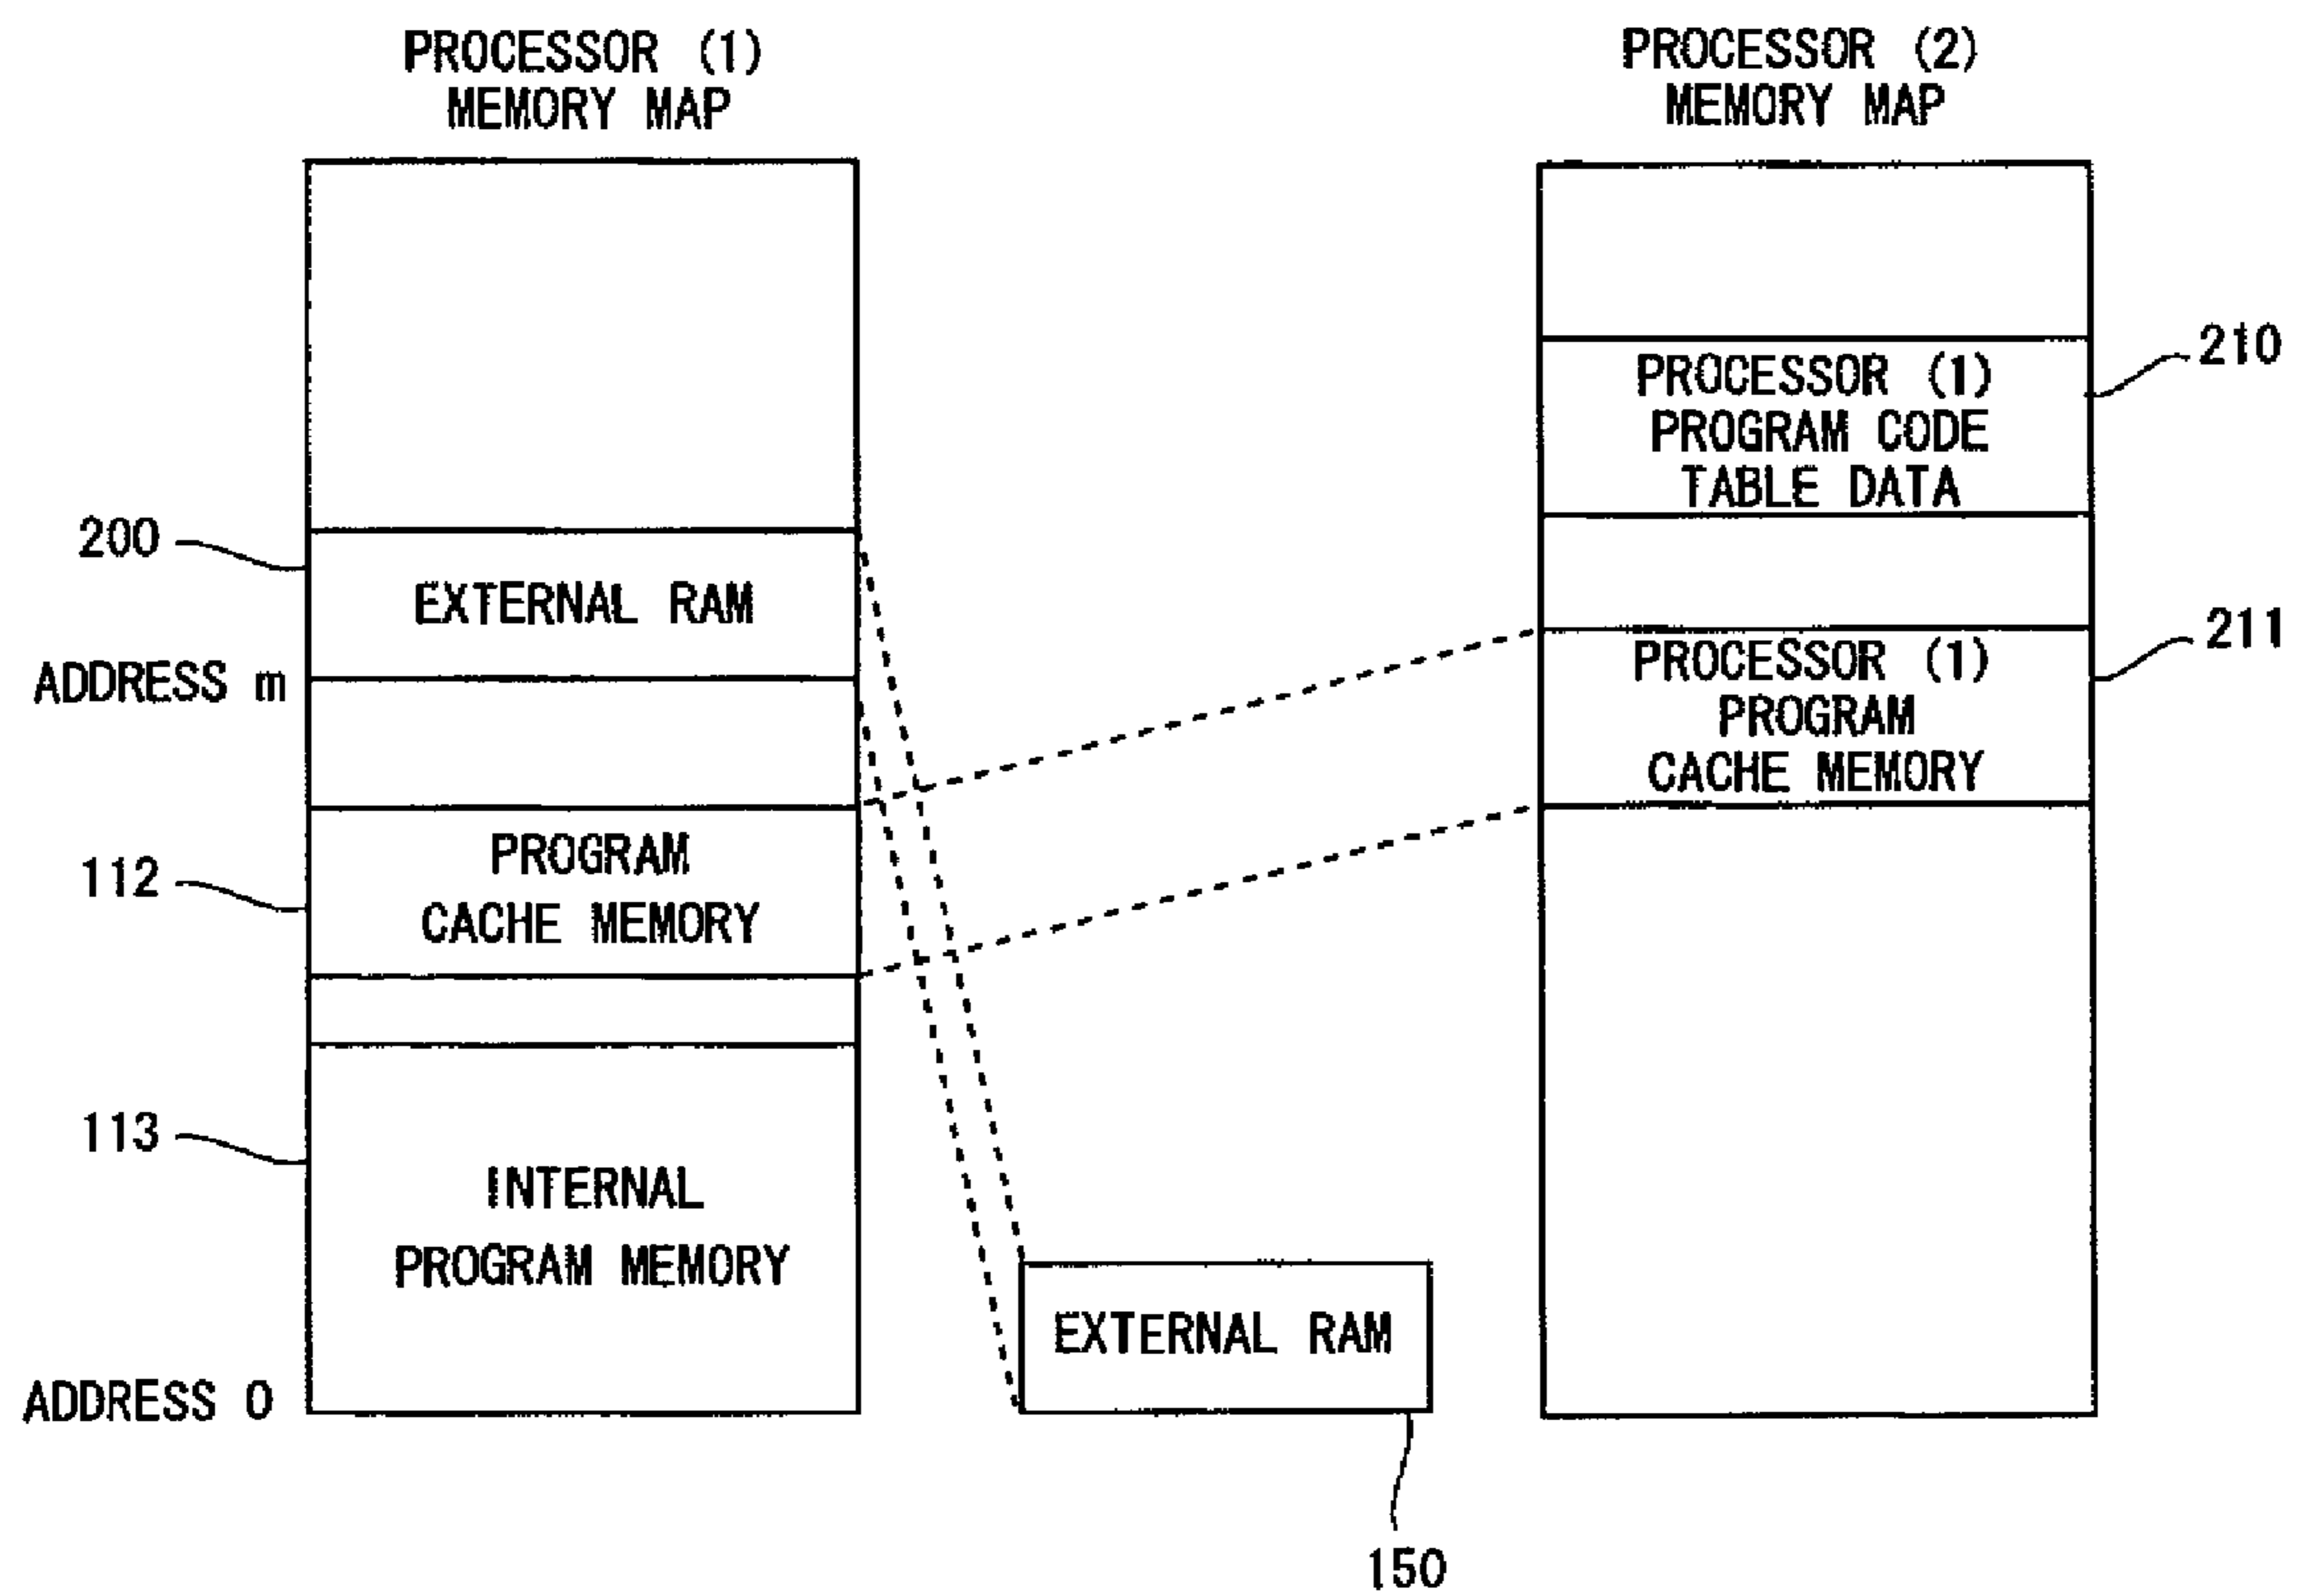 PROCESSOR (1)
MEMORY MAP
200
EXTERNAL RAM
ADDRESS m
112
PROGRAM
CACHE MEMORY
113
INTERNAL
PROGRAM MEMORY
ADDRESS 0
EXTERNAL RAM
150
PROCESSOR (2)
MEMORY MAP
PROCESSOR (1)
PROGRAM CODE
TABLE DATA
210
PROCESSOR (1)
PROGRAM
CACHE MEMORY
211